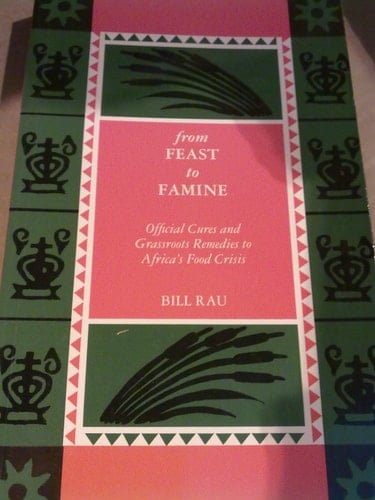 from
FEAST
to
FAMINE
Official Cures and
Grassroots Remedies to
Africa's Food Crisis
BILL RAU